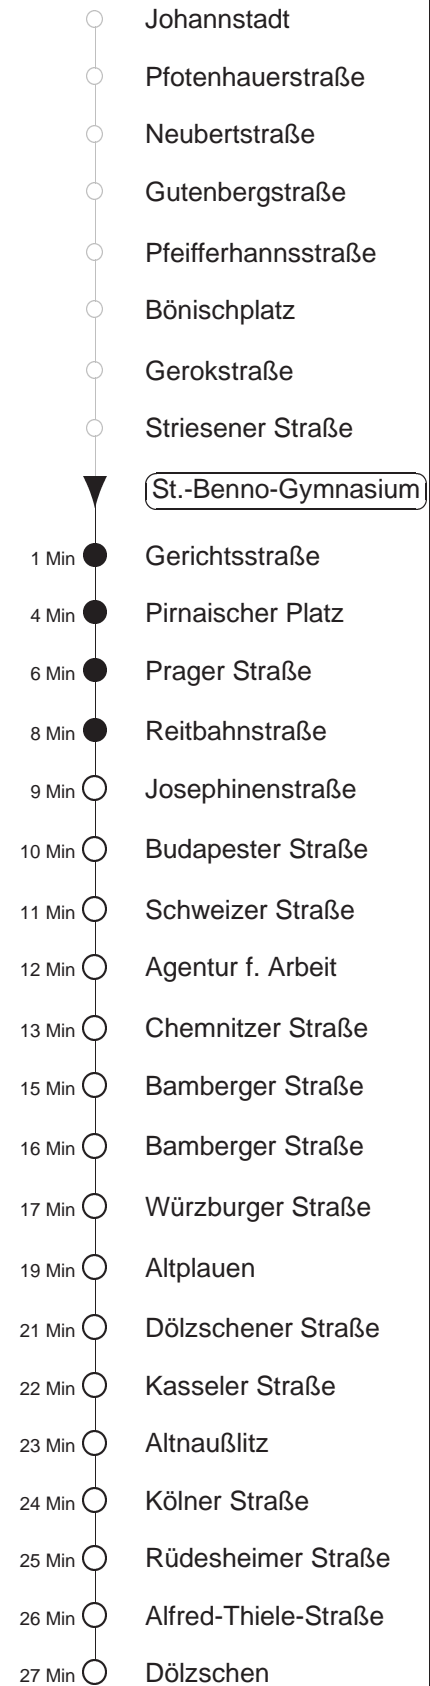 Johannstadt
Pfotenhauerstraße
Neubertstraße
Gutenbergstraße
Pfeifferhannsstraße
Bönischplatz
Gerokstraße
Striesener Straße
St.-Benno-Gymnasium
1 Min Gerichtsstraße
4 Min Pirnaischer Platz
6 Min Prager Straße
8 Min Reitbahnstraße
9 Min Josephinenstraße
10 Min Budapester Straße
11 Min Schweizer Straße
12 Min Agentur f. Arbeit
13 Min Chemnitzer Straße
15 Min Bamberger Straße
16 Min Bamberger Straße
17 Min Würzburger Straße
19 Min Altplauen
21 Min Dölzschener Straße
22 Min Kasseler Straße
23 Min Altnaußlitz
24 Min Kölner Straße
25 Min Rüdesheimer Straße
26 Min Alfred-Thiele-Straße
27 Min Dölzschen